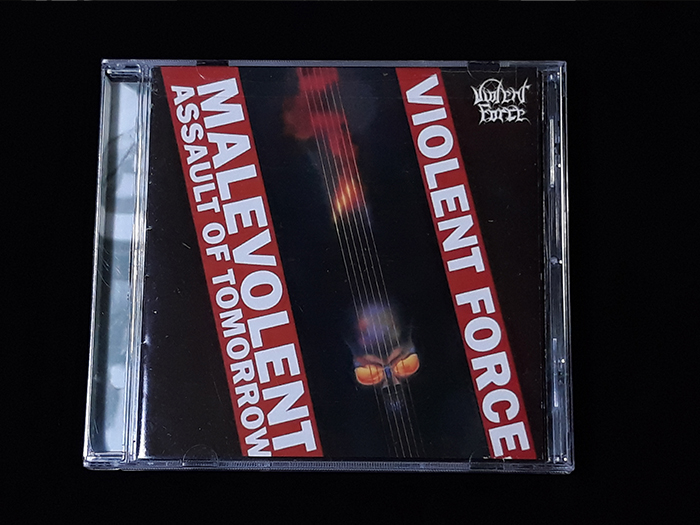 MALEVOLENT
ASSAULT OF TOMORROW
VIOLENT FORCE
Violent
Force